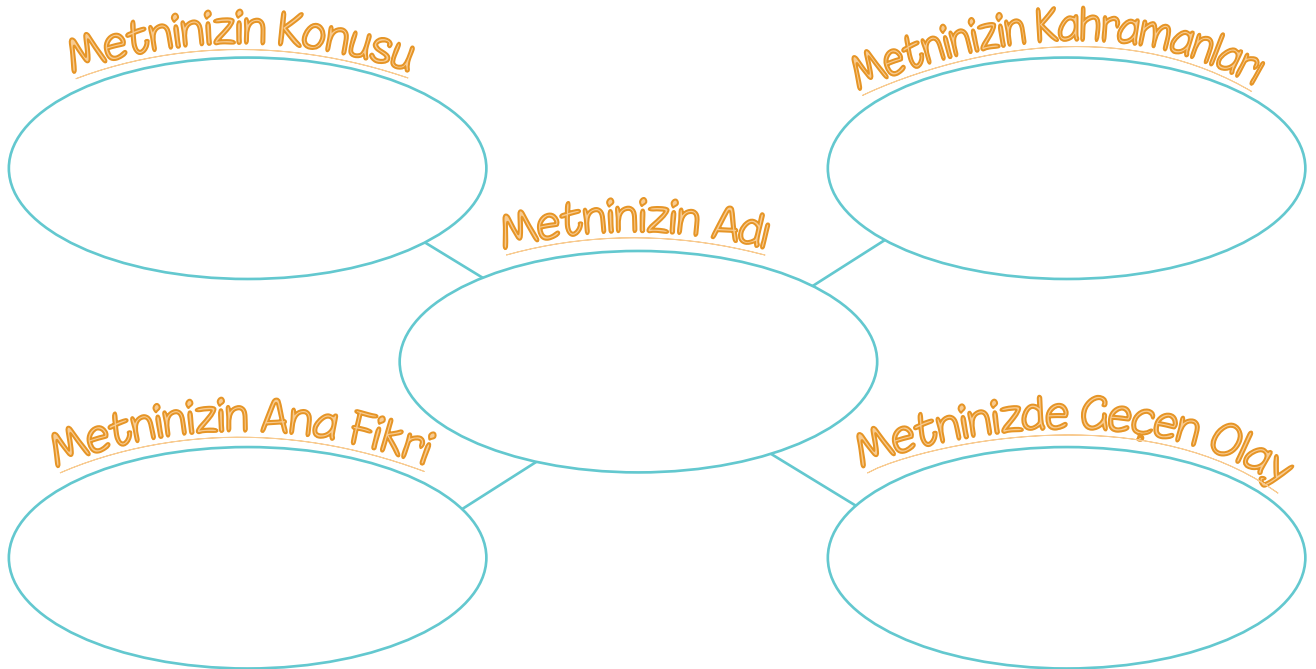 Metninizin Konusu
Metninizin Kahramanları
Metninizin Adı
Metninizin Ana Fikri
Metninizde Geçen Olay